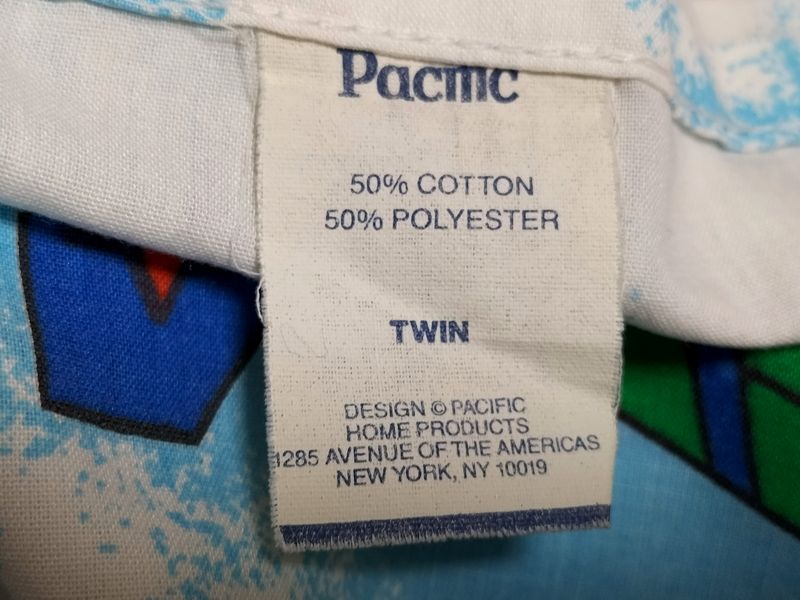 Pacific
50% COTTON
50% POLYESTER
TWIN
DESIGN © PACIFIC
HOME PRODUCTS
1285 AVENUE OF THE AMERICAS
NEW YORK, NY 10019